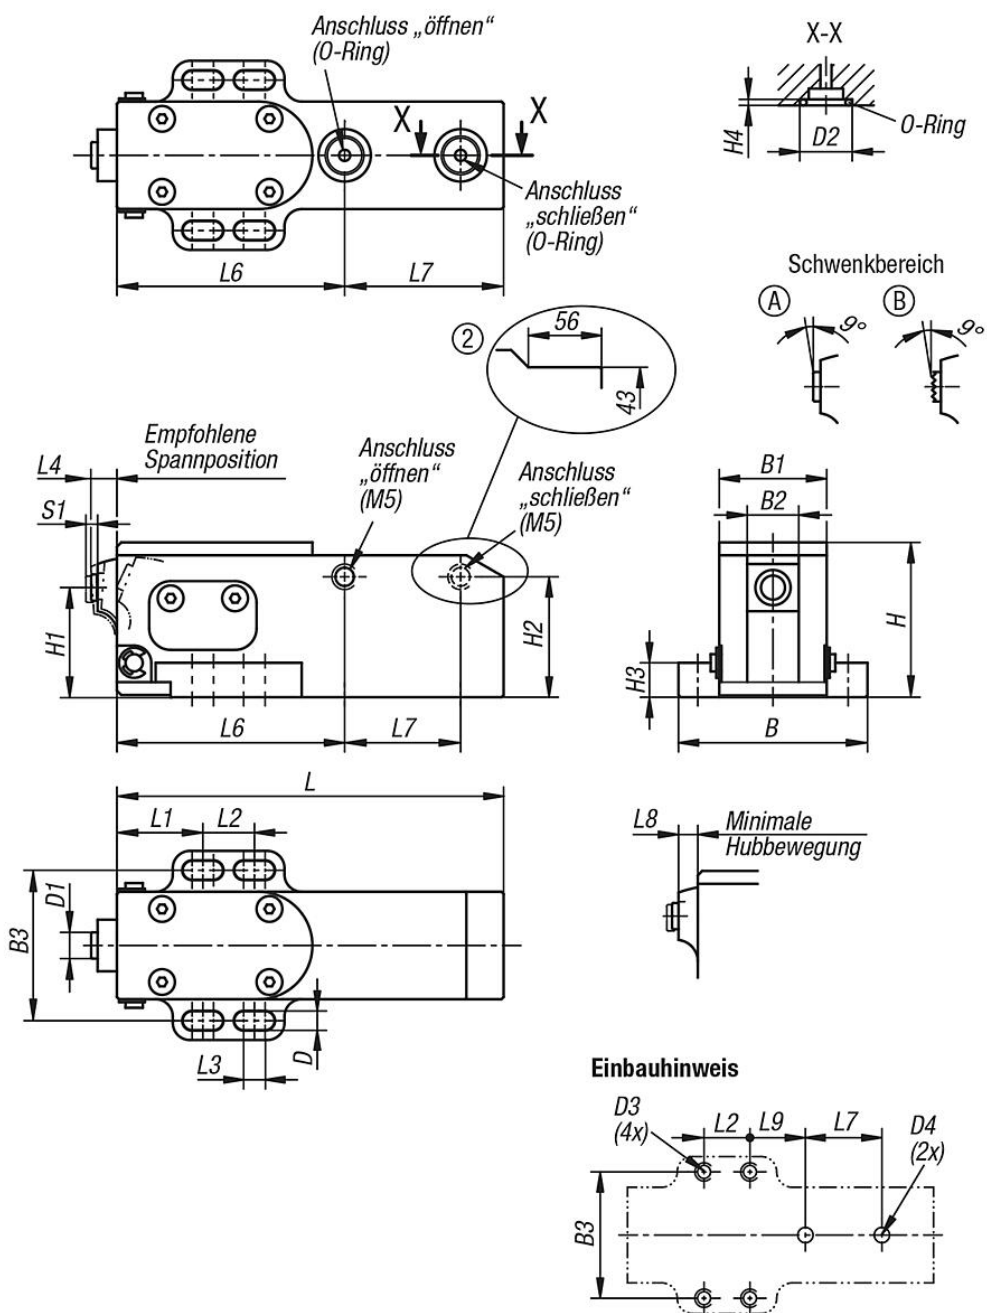 Anschluss „öffnen“
(O-Ring)
X-X
X
X
H4
D2
O-Ring
Anschluss
„schließen“
(O-Ring)
L6
L7
Schwenkbereich
A
B
9°
9°
2
56
43
Empfohlene
Spannposition
L4
S1
Anschluss
„öffnen“
(M5)
Anschluss
„schließen“
(M5)
B1
B2
H1
H2
H3
H
L6
L7
B
L
L1
L2
L8
Minimale
Hubbewegung
D1
B3
L3
D
Einbauhinweis
D3
(4x)
L2
L9
L7
D4
(2x)
B3